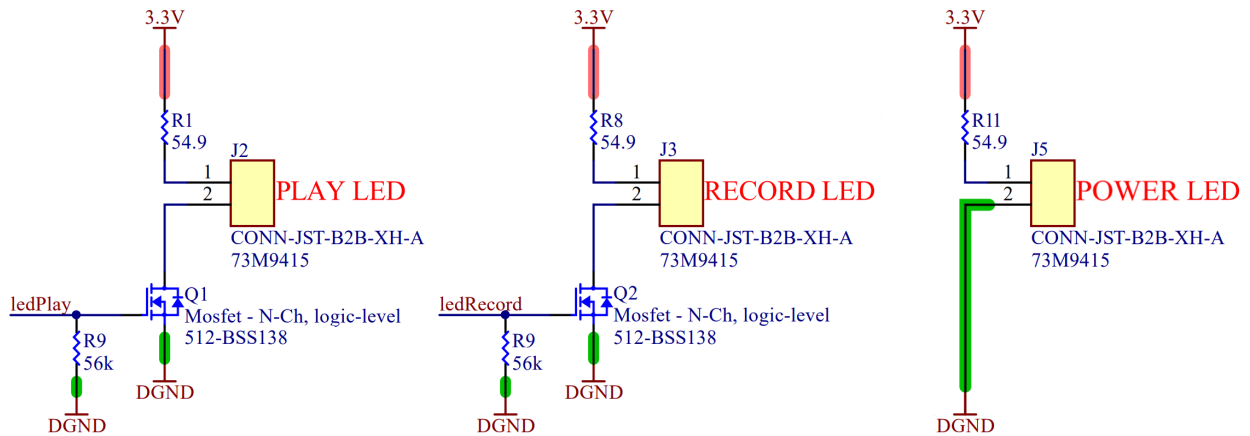 3.3V
R1
54.9
J2
1
2
PLAY LED
CONN-JST-B2B-XH-A
73M9415
ledPlay
Q1
Mosfet - N-Ch, logic-level
512-BSS138
R9
56k
DGND
DGND
3.3V
R8
54.9
J3
1
2
RECORD LED
CONN-JST-B2B-XH-A
73M9415
ledRecord
Q2
Mosfet - N-Ch, logic-level
512-BSS138
R9
56k
DGND
DGND
3.3V
R11
54.9
J5
1
2
POWER LED
CONN-JST-B2B-XH-A
73M9415
DGND